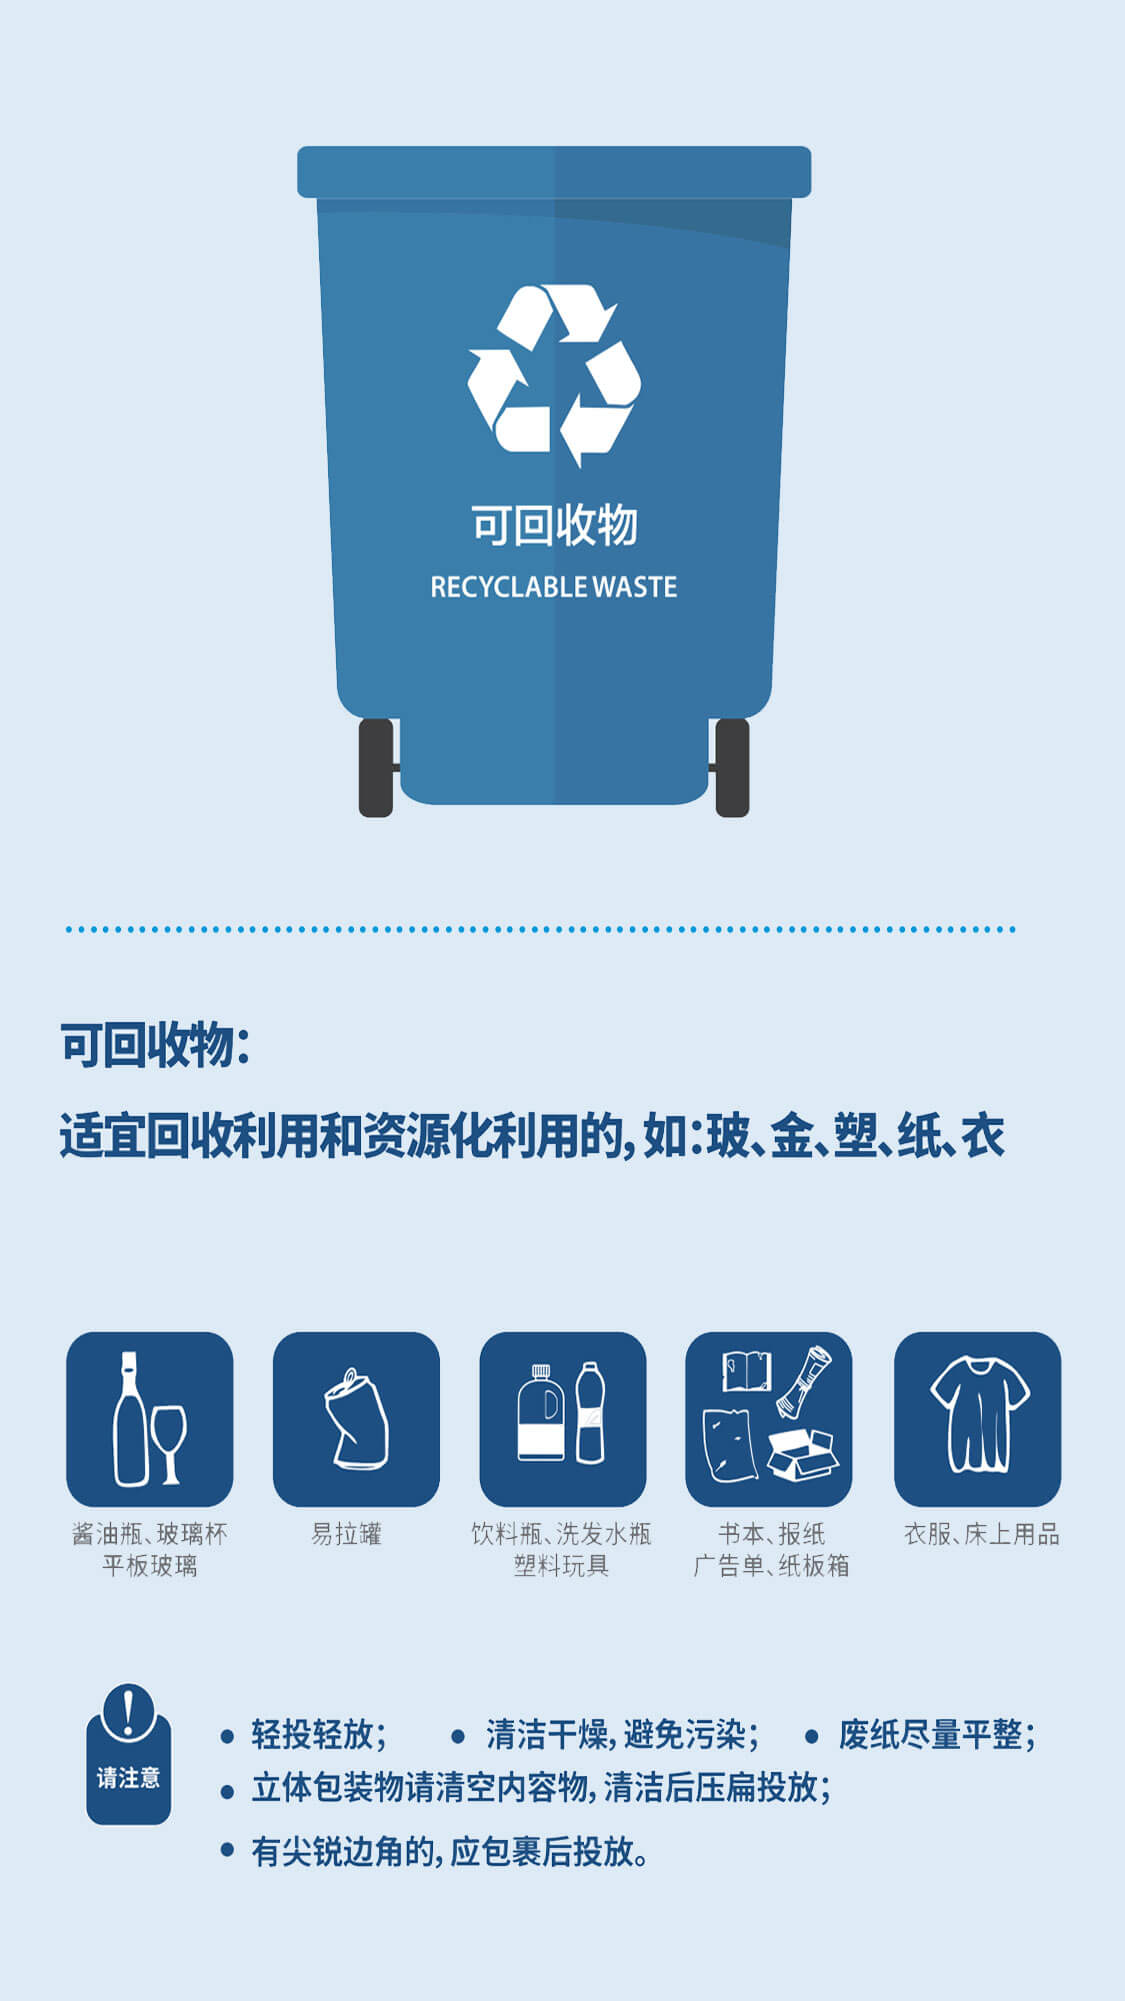 可回收物
RECYCLABLE WASTE
可回收物：
适宜回收利用和资源化利用的，如：玻、金、塑、纸、衣
酱油瓶、玻璃杯
平板玻璃
易拉罐
饮料瓶、洗发水瓶
塑料玩具
书本、报纸
广告单、纸板箱
衣服、床上用品
请注意
• 轻投轻放； • 清洁干燥，避免污染； • 废纸尽量平整；
• 立体包装物请清空内容物，清洁后压扁投放；
• 有尖锐边角的，应包裹后投放。